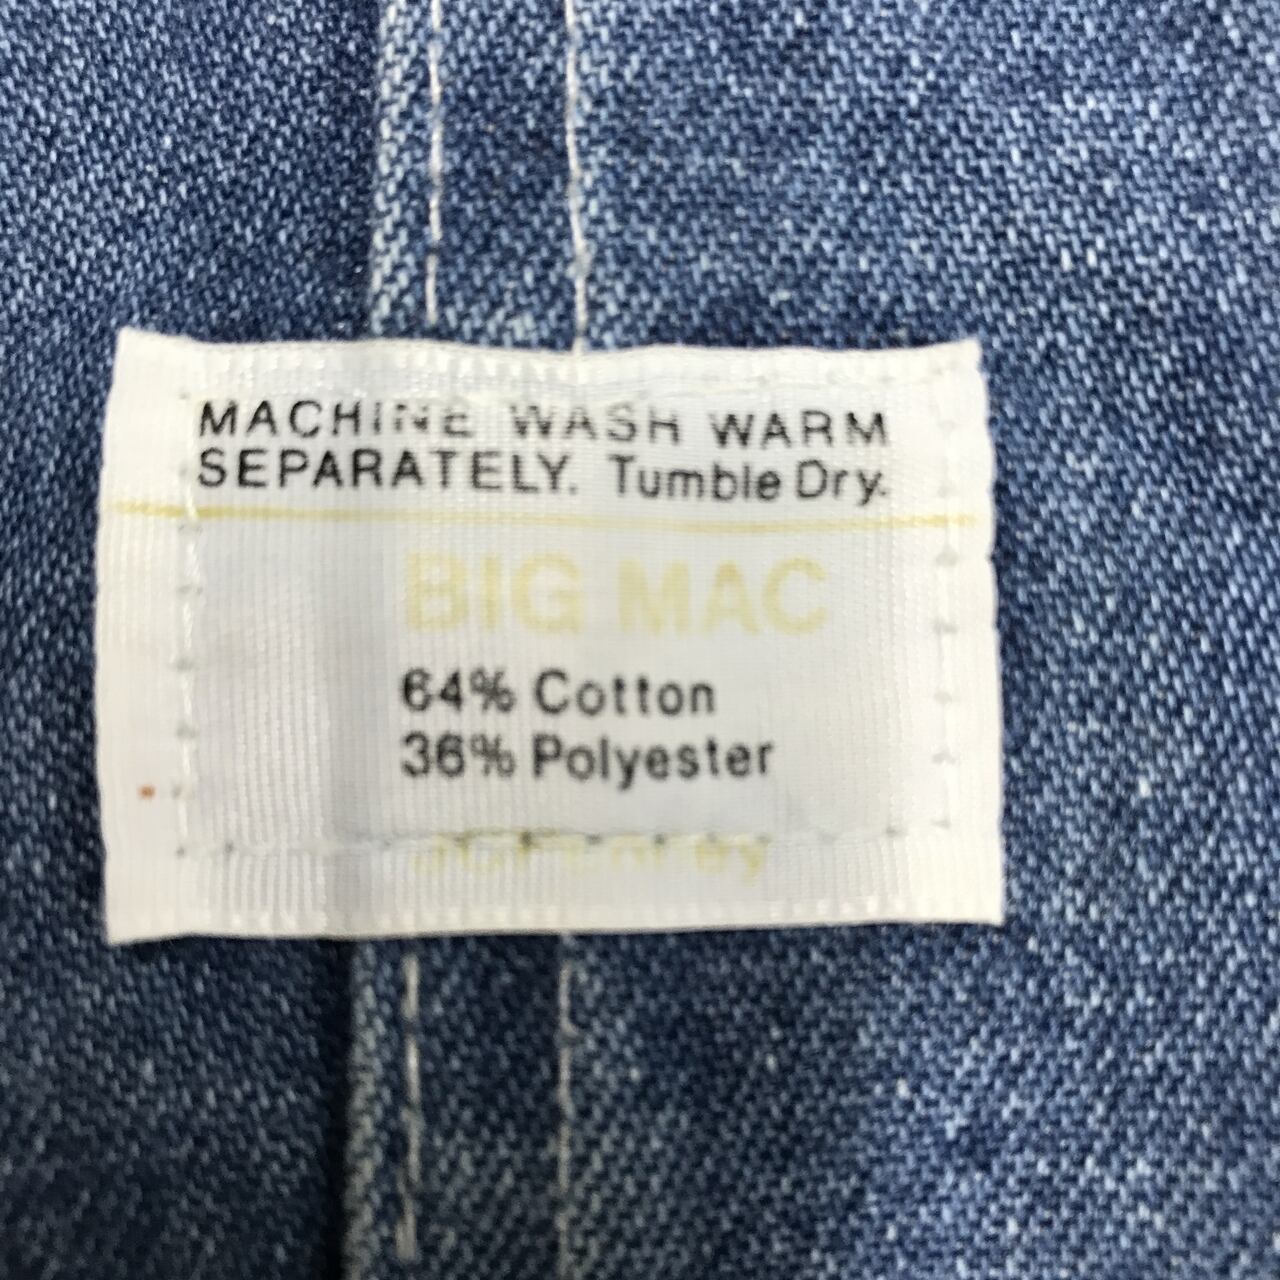 MACHINE WASH WARM
SEPARATELY. Tumble Dry.
BIG MAC
64% Cotton
36% Polyester